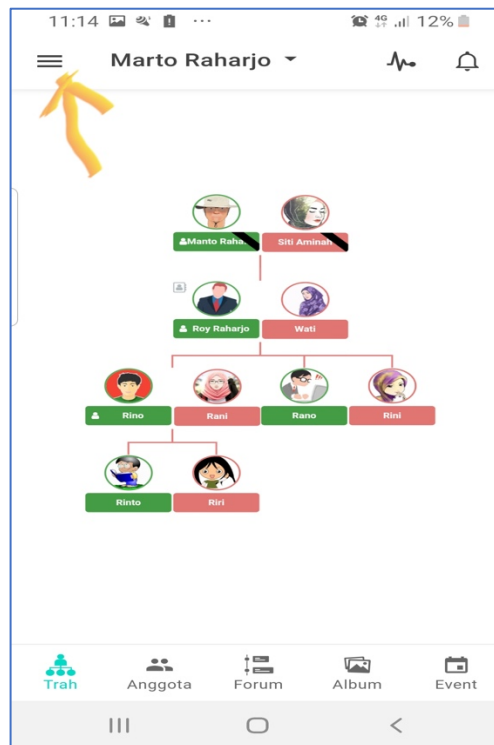 11:14 ... 4G 12%
Marto Raharjo
Manto Raha
Siti Aminah
Roy Raharjo
Wati
Rino
Rani
Rano
Rini
Rinto
Riri
Trah
Anggota
Forum
Album
Event